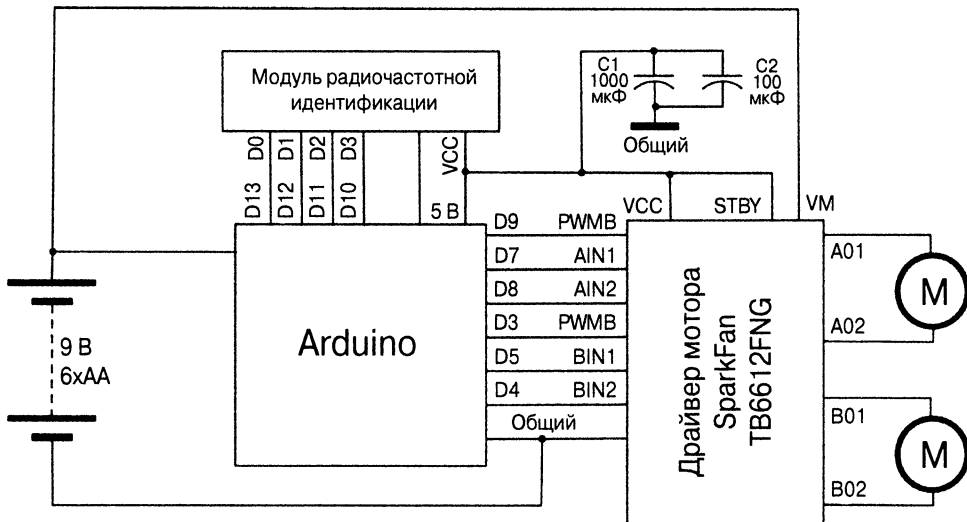 Модуль радиочастотной
идентификации
C1
1000
мкФ
C2
100
мкФ
Общий
D0
D1
D2
D3
VCC
D13
D12
D11
D10
5 В
VCC
STBY
VM
D9
PWMB
D7
AIN1
D8
AIN2
D3
PWMB
D5
BIN1
D4
BIN2
Общий
Arduino
9 В
6xAA
Драйвер мотора
SparkFan
TB6612FNG
A01
A02
M
B01
B02
M